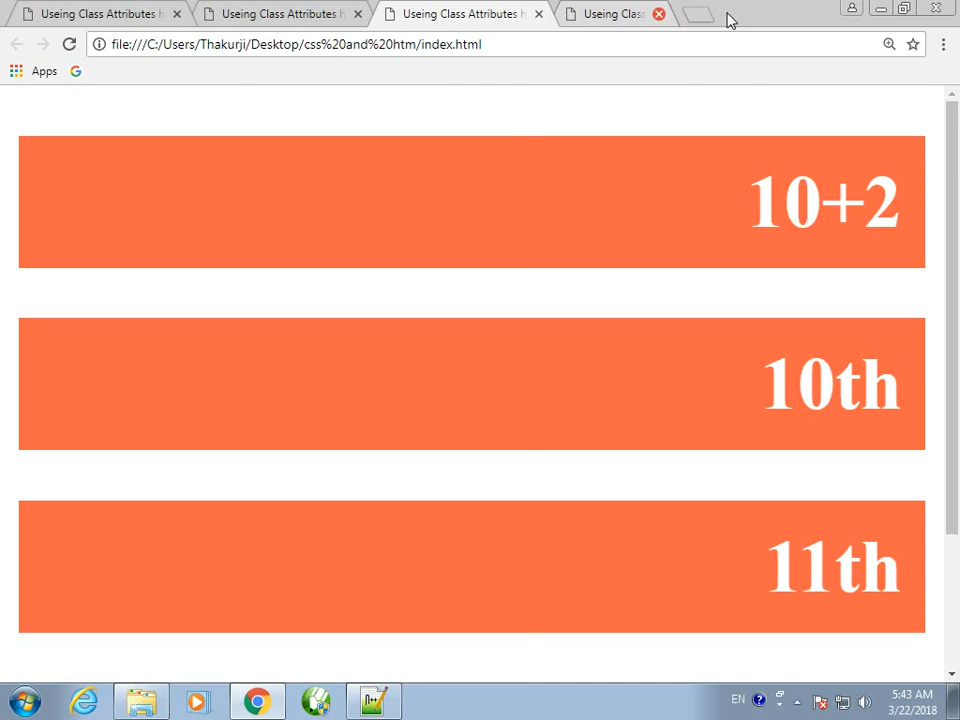 Useing Class Attributes h
Useing Class Attributes h
Useing Class Attributes h
Useing Clas
file:///C:/Users/Thakurji/Desktop/css%20and%20htm/index.html
Apps
10+2
10th
11th
EN
5:43 AM
3/22/2018